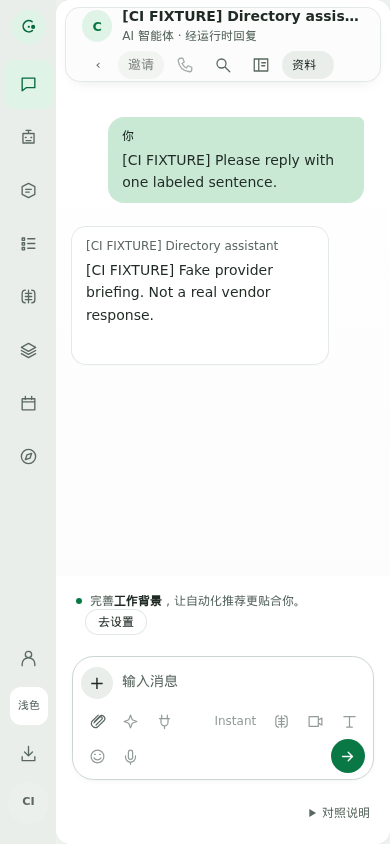 [CI FIXTURE] Directory assis...
C
AI 智能体 · 经运行时回复
邀请
资料
你
[CI FIXTURE] Please reply with
one labeled sentence.
[CI FIXTURE] Directory assistant
[CI FIXTURE] Fake provider
briefing. Not a real vendor
response.
完善工作背景，让自动化推荐更贴合你。
去设置
输入消息
Instant
浅色
CI
对照说明